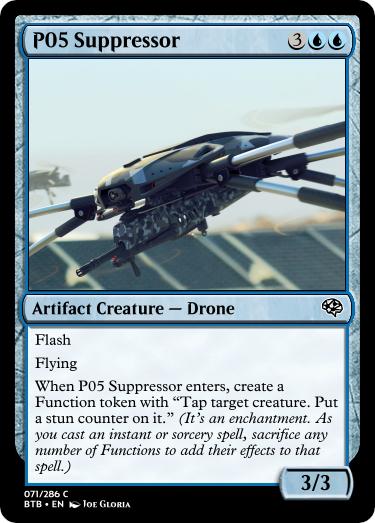 P05 Suppressor 3
Artifact Creature — Drone
Flash
Flying
When P05 Suppressor enters, create a
Function token with “Tap target creature. Put
a stun counter on it.” (It’s an enchantment. As
you cast an instant or sorcery spell, sacrifice any
number of Functions to add their effects to that
spell.)
3/3
071/286 C
BTB • EN Joe Gloria